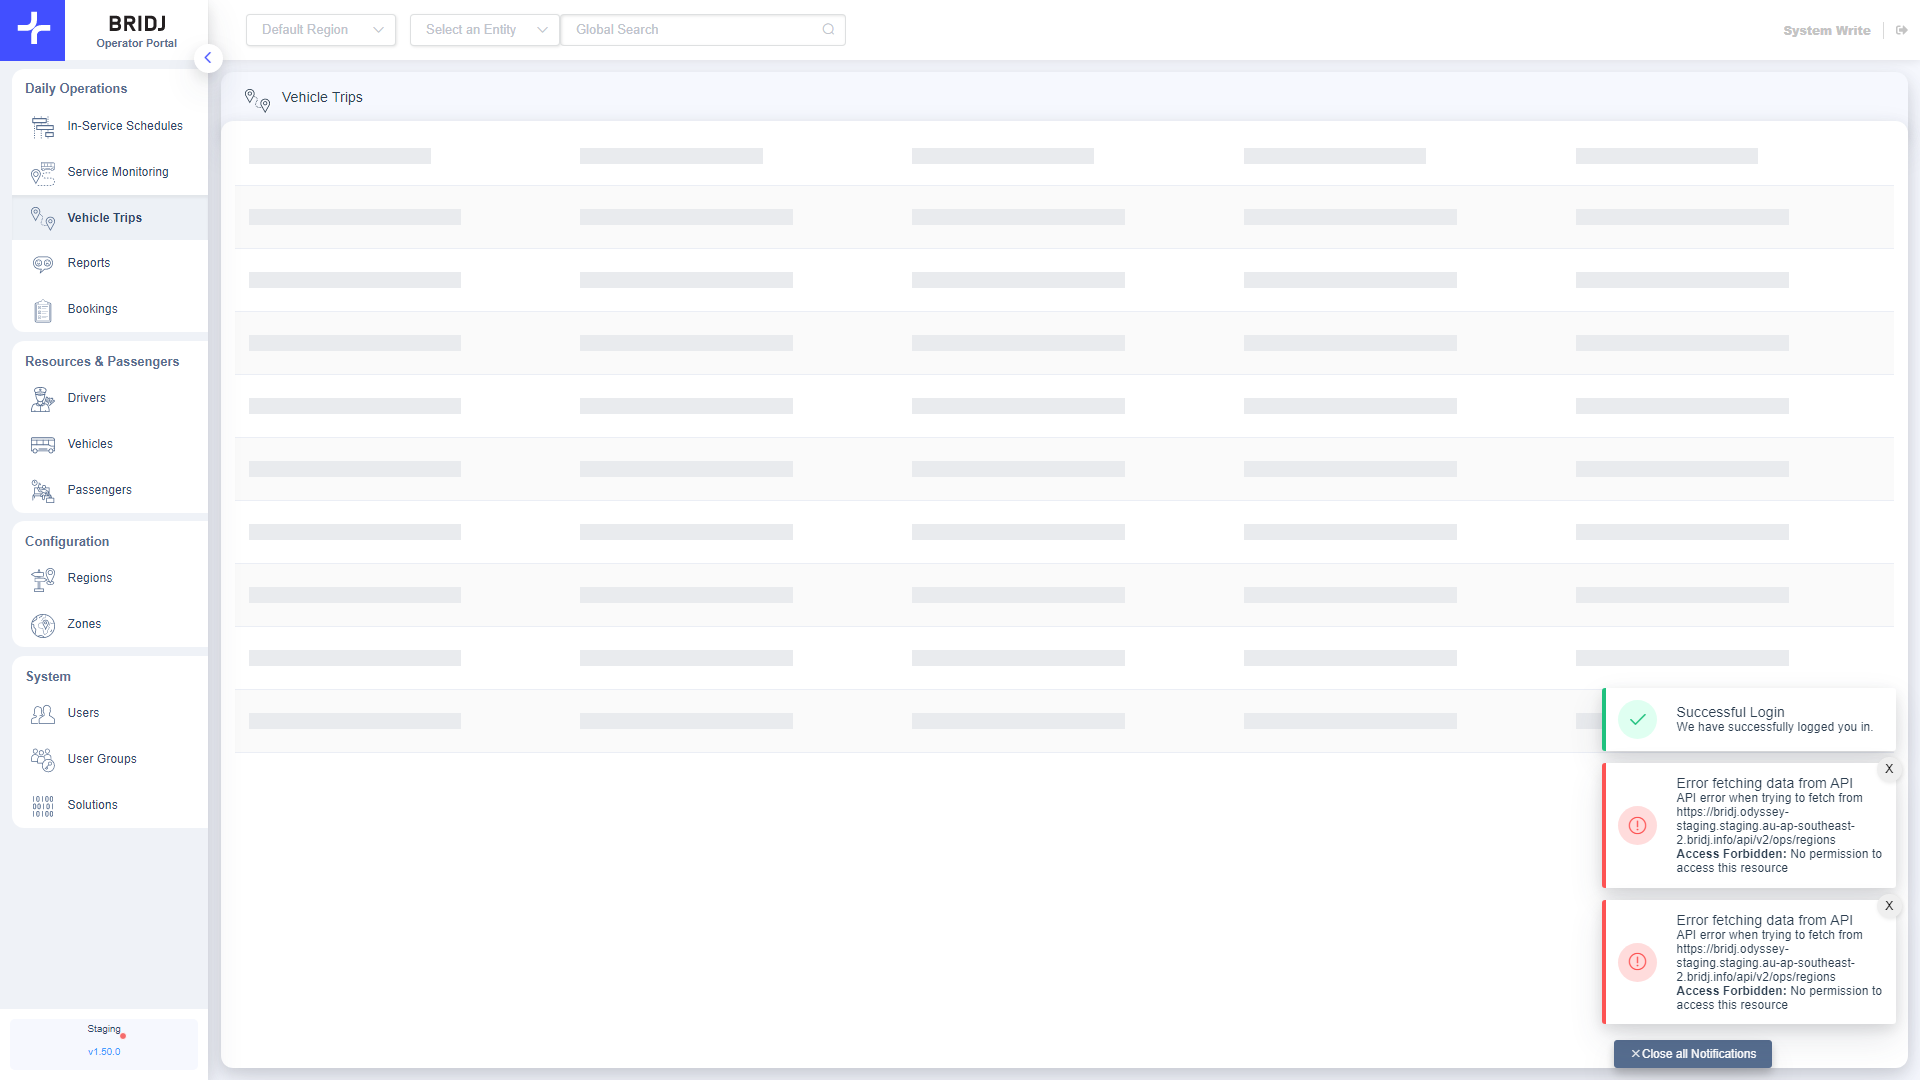 BRIDJ
Operator Portal
Default Region
Select an Entity
Global Search
System Write
Daily Operations
In-Service Schedules
Service Monitoring
Vehicle Trips
Reports
Bookings
Resources & Passengers
Drivers
Vehicles
Passengers
Configuration
Regions
Zones
System
Users
User Groups
10100
00101
10100
Solutions
Staging
v1.50.0
Vehicle Trips
Successful Login
We have successfully logged you in.
X
Error fetching data from API
API error when trying to fetch from
https://bridj.odyssey-
staging.staging.au-ap-southeast-
2.bridj.info/api/v2/ops/regions
Access Forbidden: No permission to
access this resource
X
Error fetching data from API
API error when trying to fetch from
https://bridj.odyssey-
staging.staging.au-ap-southeast-
2.bridj.info/api/v2/ops/regions
Access Forbidden: No permission to
access this resource
Close all Notifications